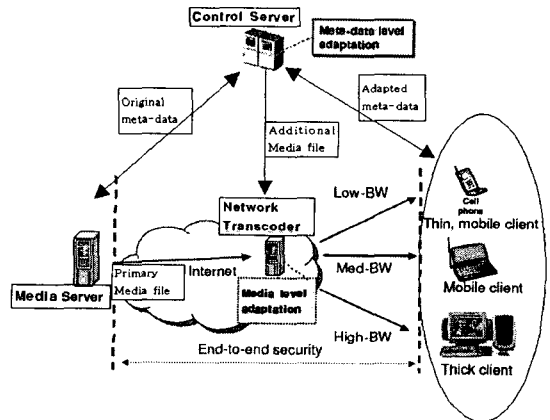 Control Server
Meta-data level
adaptation
Original
meta-data
Adapted
meta-data
Additional
Media file
Network
Transcoder
Low-BW
Cell
phone
Thin, mobile client
Internet
Med-BW
Primary
Media file
Media Server
Media level
adaptation
Mobile client
High-BW
End-to-end security
Thick client